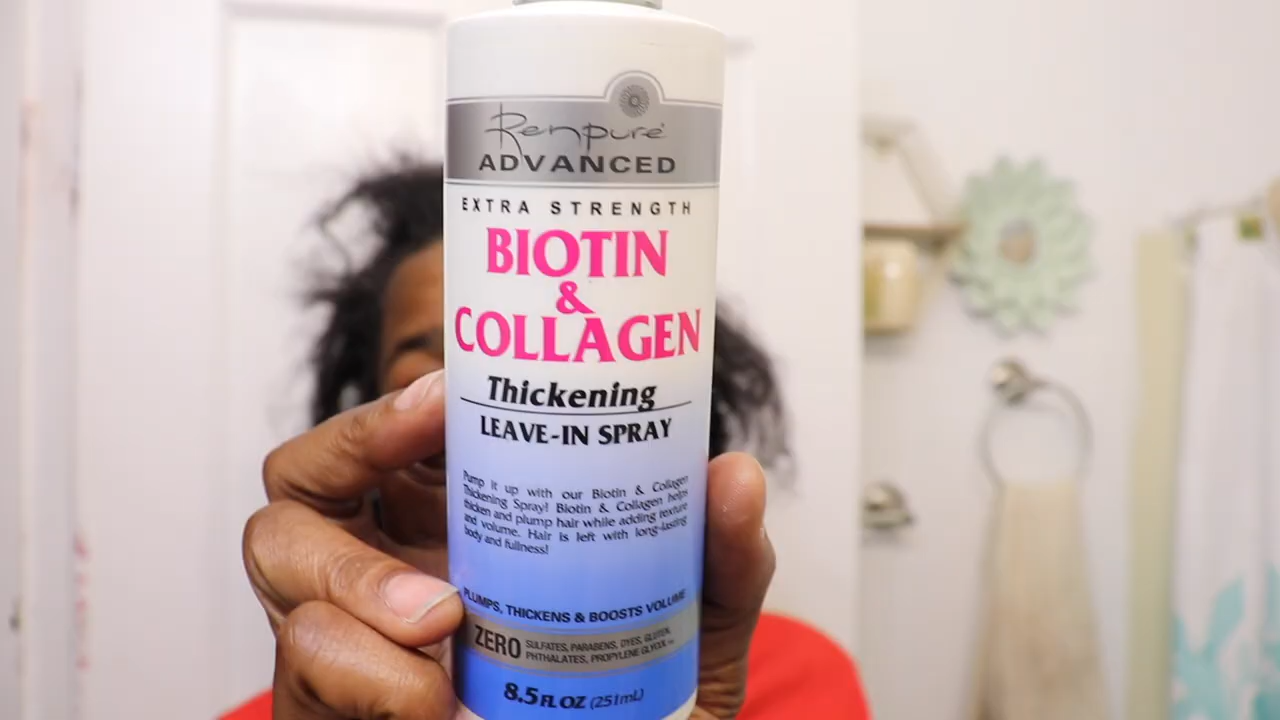 Renpure
ADVANCED
EXTRA STRENGTH
BIOTIN
&
COLLAGEN
Thickening
LEAVE-IN SPRAY
Pump it up with our Biotin & Collagen
Thickening Spray! Biotin & Collagen helps
thicken and plump hair while adding texture
and volume. Hair is left with long-lasting
body and fullness!
PLUMPS, THICKENS & BOOSTS VOLUME
ZERO SULFATES, PARABENS, DYES, GLUTEN,
PHTHALATES, PROPYLENE GLYCOL
8.5 FL OZ (251mL)